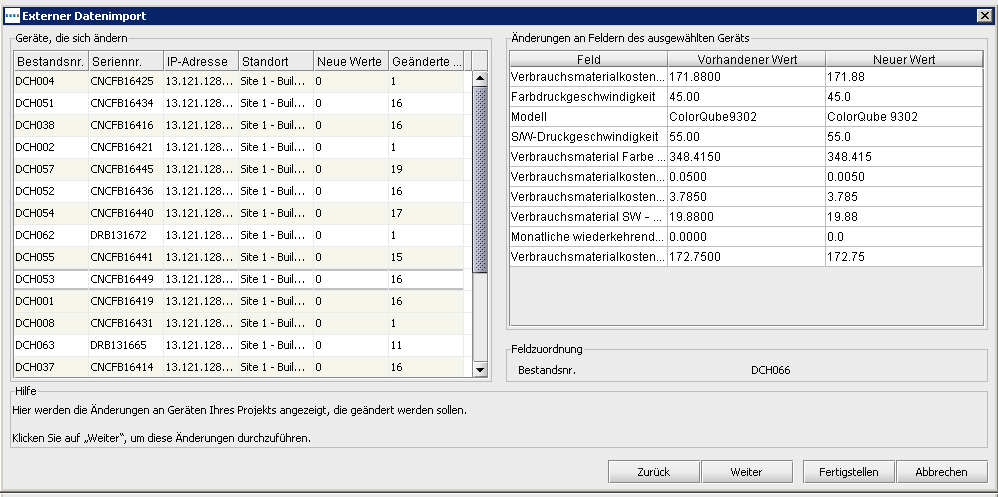 Externer Datenimport
Geräte, die sich ändern
Bestandsnr. Seriennr. IP-Adresse Standort Neue Werte Geänderte ...
DCH004 CNCFB16425 13.121.128... Site 1 - Buil... 0 1
DCH051 CNCFB16434 13.121.128... Site 1 - Buil... 0 16
DCH038 CNCFB16416 13.121.128... Site 1 - Buil... 0 16
DCH002 CNCFB16421 13.121.128... Site 1 - Buil... 0 1
DCH057 CNCFB16445 13.121.128... Site 1 - Buil... 0 19
DCH052 CNCFB16436 13.121.128... Site 1 - Buil... 0 16
DCH054 CNCFB16440 13.121.128... Site 1 - Buil... 0 17
DCH062 DRB131672 13.121.128... Site 1 - Buil... 0 1
DCH055 CNCFB16441 13.121.128... Site 1 - Buil... 0 15
DCH053 CNCFB16449 13.121.128... Site 1 - Buil... 0 16
DCH001 CNCFB16419 13.121.128... Site 1 - Buil... 0 16
DCH008 CNCFB16431 13.121.128... Site 1 - Buil... 0 1
DCH063 DRB131665 13.121.128... Site 1 - Buil... 0 11
DCH037 CNCFB16414 13.121.128... Site 1 - Buil... 0 16
Änderungen an Feldern des ausgewählten Geräts
Feld Vorhandener Wert Neuer Wert
Verbrauchsmaterialkosten... 171.8800 171.88
Farbdruckgeschwindigkeit 45.00 45.0
Modell ColorQube9302 ColorQube 9302
S/W-Druckgeschwindigkeit 55.00 55.0
Verbrauchsmaterial Farbe ... 348.4150 348.415
Verbrauchsmaterialkosten... 0.0500 0.0050
Verbrauchsmaterialkosten... 3.7850 3.785
Verbrauchsmaterial SW - ... 19.8800 19.88
Monatliche wiederkehrend... 0.0000 0.0
Verbrauchsmaterialkosten... 172.7500 172.75
Feldzuordnung
Bestandsnr. DCH066
Hilfe
Hier werden die Änderungen an Geräten Ihres Projekts angezeigt, die geändert werden sollen.
Klicken Sie auf „Weiter“, um diese Änderungen durchzuführen.
Zurück Weiter Fertigstellen Abbrechen